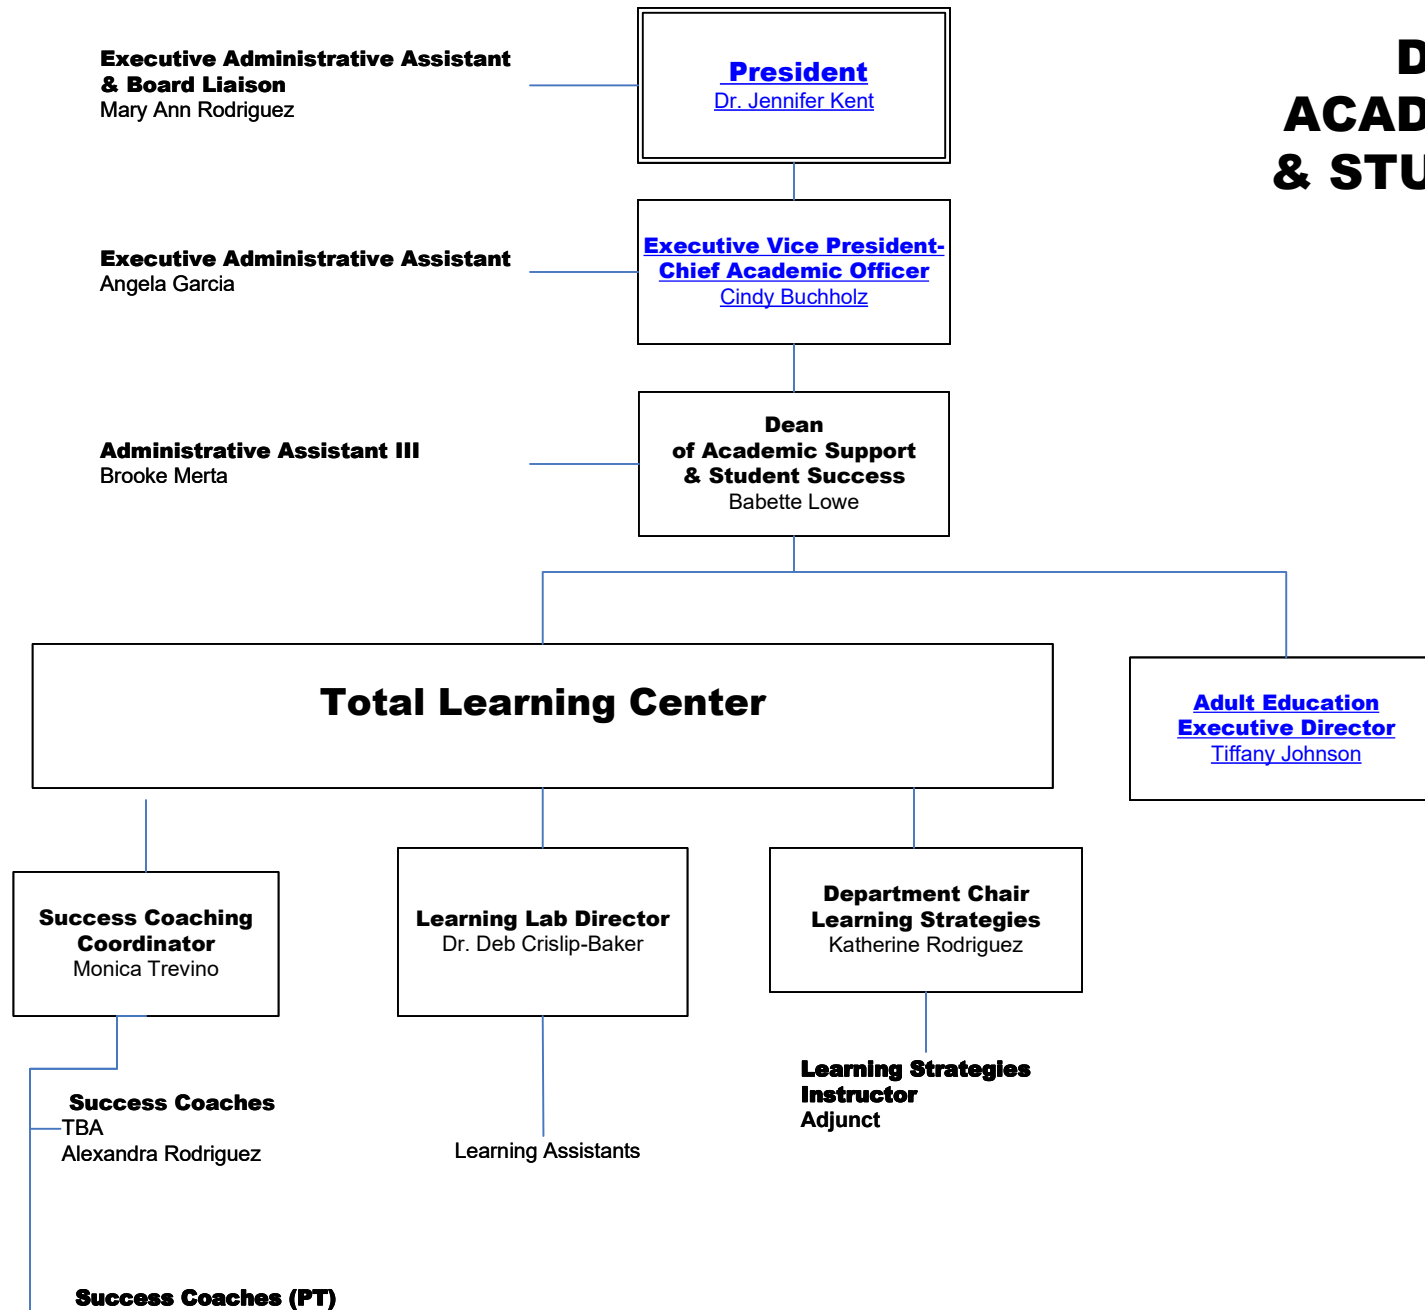 Executive Administrative Assistant
& Board Liaison
Mary Ann Rodriguez
President
Dr. Jennifer Kent
D
ACAD
& STU
Executive Administrative Assistant
Angela Garcia
Executive Vice President-
Chief Academic Officer
Cindy Buchholz
Administrative Assistant III
Brooke Merta
Dean
of Academic Support
& Student Success
Babette Lowe
Total Learning Center
Adult Education
Executive Director
Tiffany Johnson
Success Coaching
Coordinator
Monica Trevino
Learning Lab Director
Dr. Deb Crislip-Baker
Department Chair
Learning Strategies
Katherine Rodriguez
Success Coaches
TBA
Alexandra Rodriguez
Learning Assistants
Learning Strategies
Instructor
Adjunct
Success Coaches (PT)